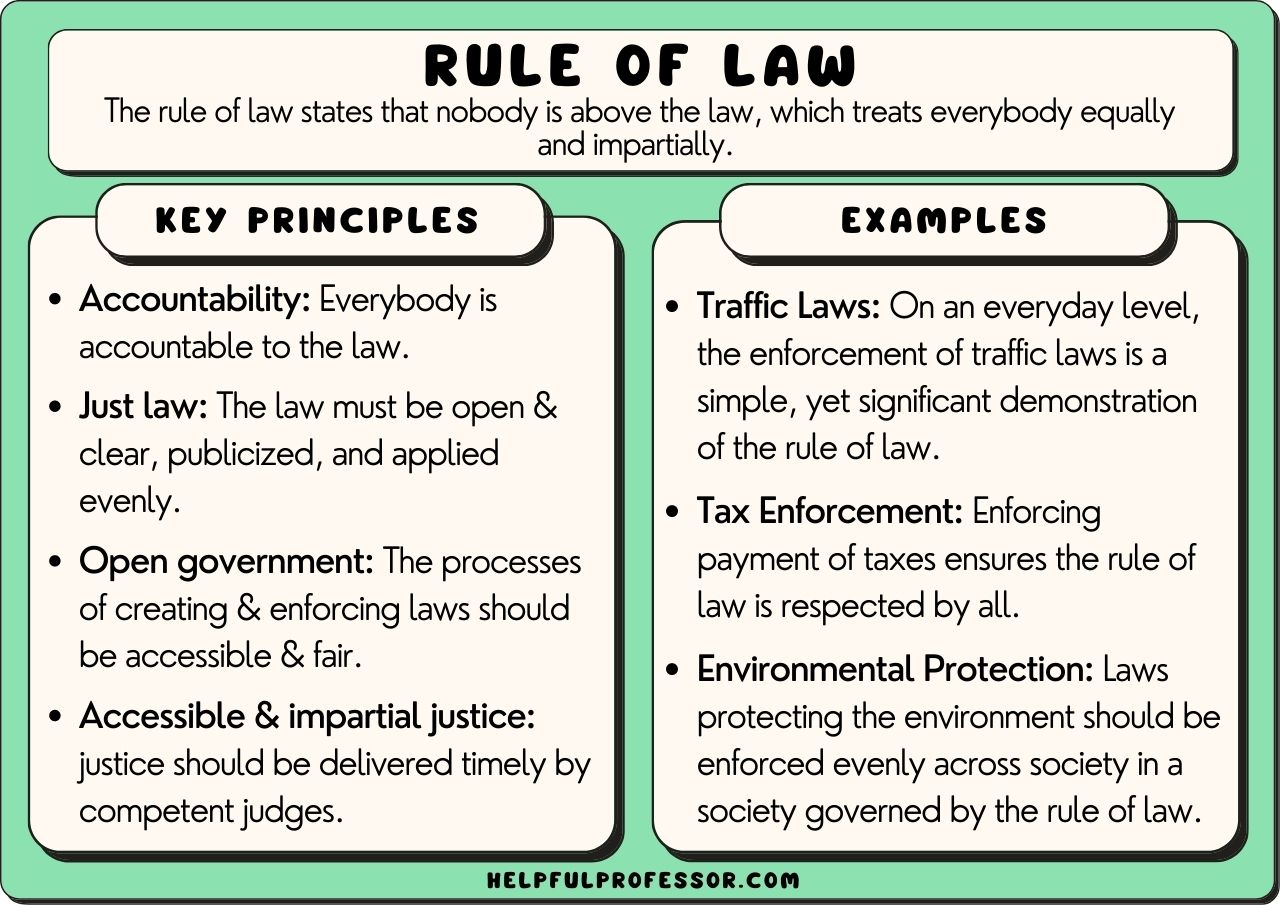 RULE OF LAW
The rule of law states that nobody is above the law, which treats everybody equally
and impartially.
KEY PRINCIPLES
• Accountability: Everybody is
accountable to the law.
• Just law: The law must be open &
clear, publicized, and applied
evenly.
• Open government: The processes
of creating & enforcing laws should
be accessible & fair.
• Accessible & impartial justice:
justice should be delivered timely by
competent judges.
EXAMPLES
• Traffic Laws: On an everyday level,
the enforcement of traffic laws is a
simple, yet significant demonstration
of the rule of law.
• Tax Enforcement: Enforcing
payment of taxes ensures the rule of
law is respected by all.
• Environmental Protection: Laws
protecting the environment should be
enforced evenly across society in a
society governed by the rule of law.
HELPFULPROFESSOR.COM